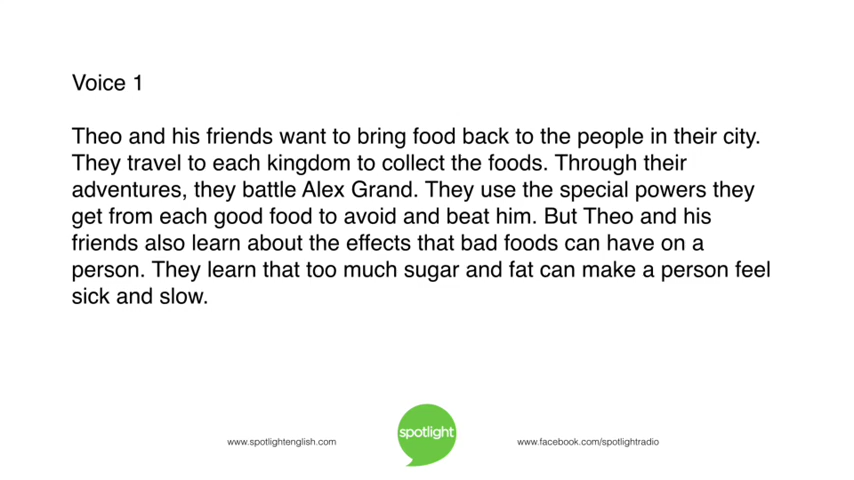 Voice 1
Theo and his friends want to bring food back to the people in their city.
They travel to each kingdom to collect the foods. Through their
adventures, they battle Alex Grand. They use the special powers they
get from each good food to avoid and beat him. But Theo and his
friends also learn about the effects that bad foods can have on a
person. They learn that too much sugar and fat can make a person feel
sick and slow.
www.spotlightenglish.com
spotlight
www.facebook.com/spotlightradio